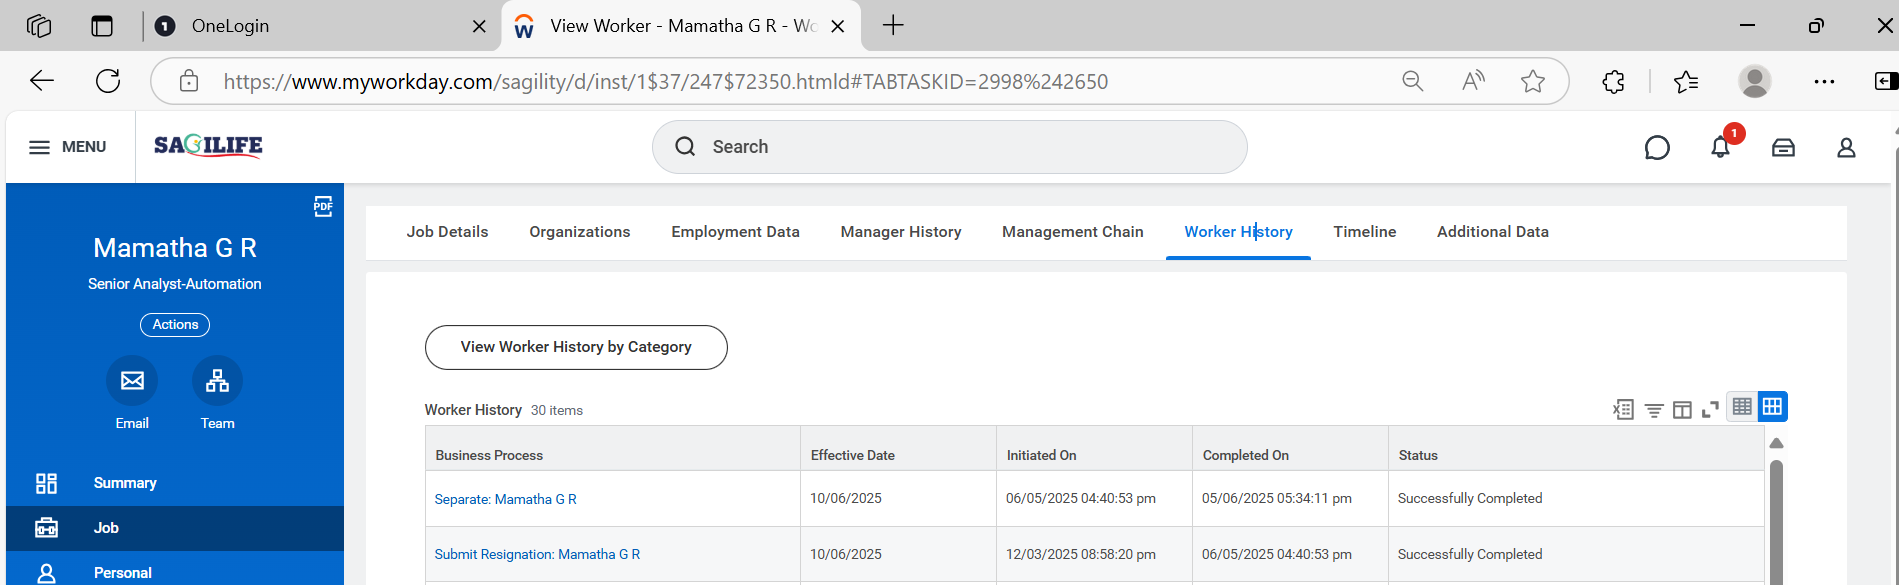 OneLogin
View Worker - Mamatha G R - Wo
https://www.myworkday.com/sagility/d/inst/1$37/247$72350.htmld#TABTASKID=2998%242650
MENU
SAGILIFE
Search
1
PDF
Mamatha G R
Senior Analyst-Automation
Actions
Email
Team
Summary
Job
Personal
Job Details
Organizations
Employment Data
Manager History
Management Chain
Worker History
Timeline
Additional Data
View Worker History by Category
Worker History 30 items
Business Process Effective Date Initiated On Completed On Status
Separate: Mamatha G R 10/06/2025 06/05/2025 04:40:53 pm 05/06/2025 05:34:11 pm Successfully Completed
Submit Resignation: Mamatha G R 10/06/2025 12/03/2025 08:58:20 pm 06/05/2025 04:40:53 pm Successfully Completed